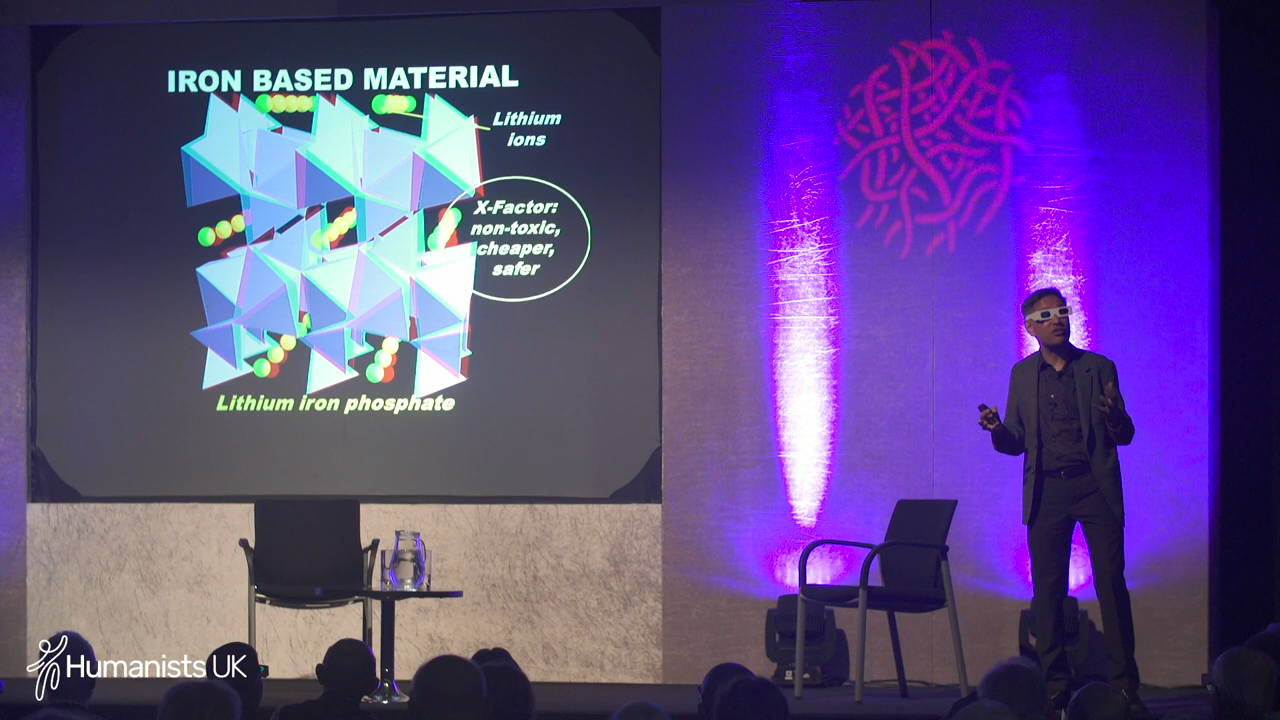 IRON BASED MATERIAL
Lithium
ions
X-Factor:
non-toxic,
cheaper,
safer
Lithium iron phosphate
Humanists UK